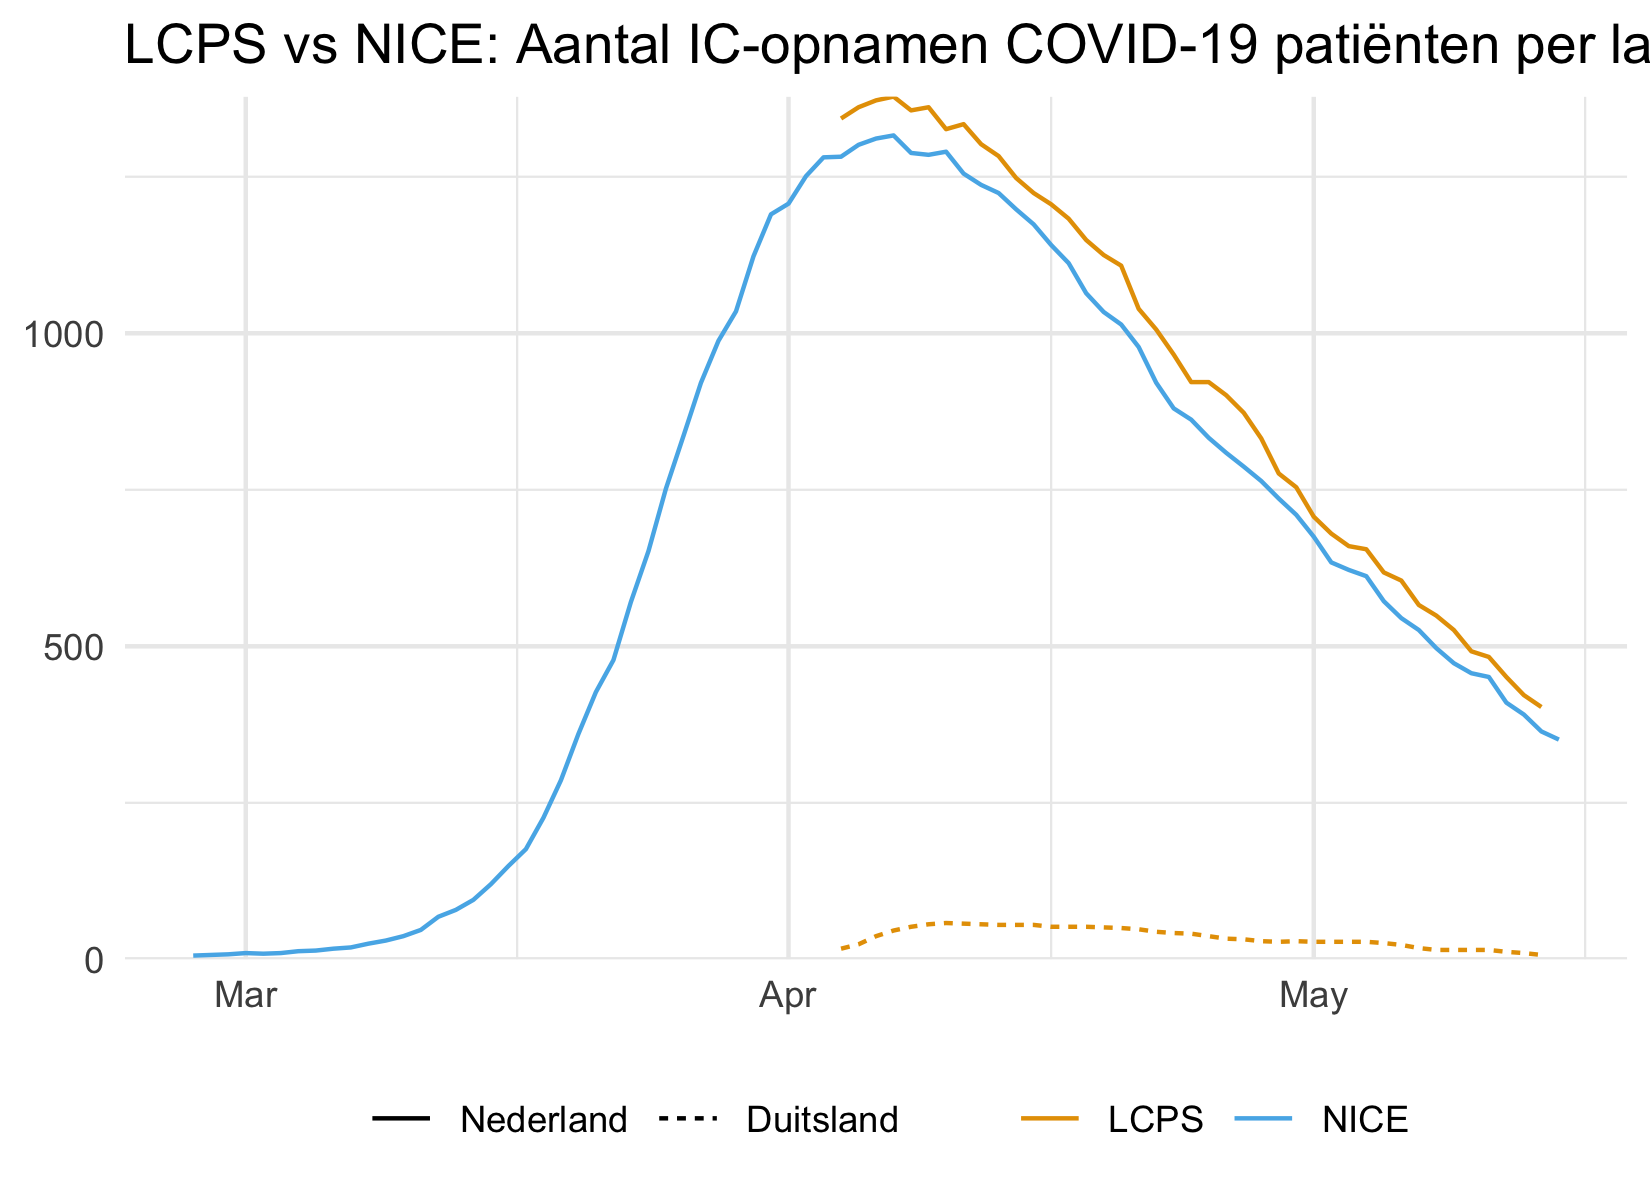 LCPS vs NICE: Aantal IC-opnamen COVID-19 patiënten per la
1000
500
0
Mar Apr May
Nederland Duitsland LCPS NICE